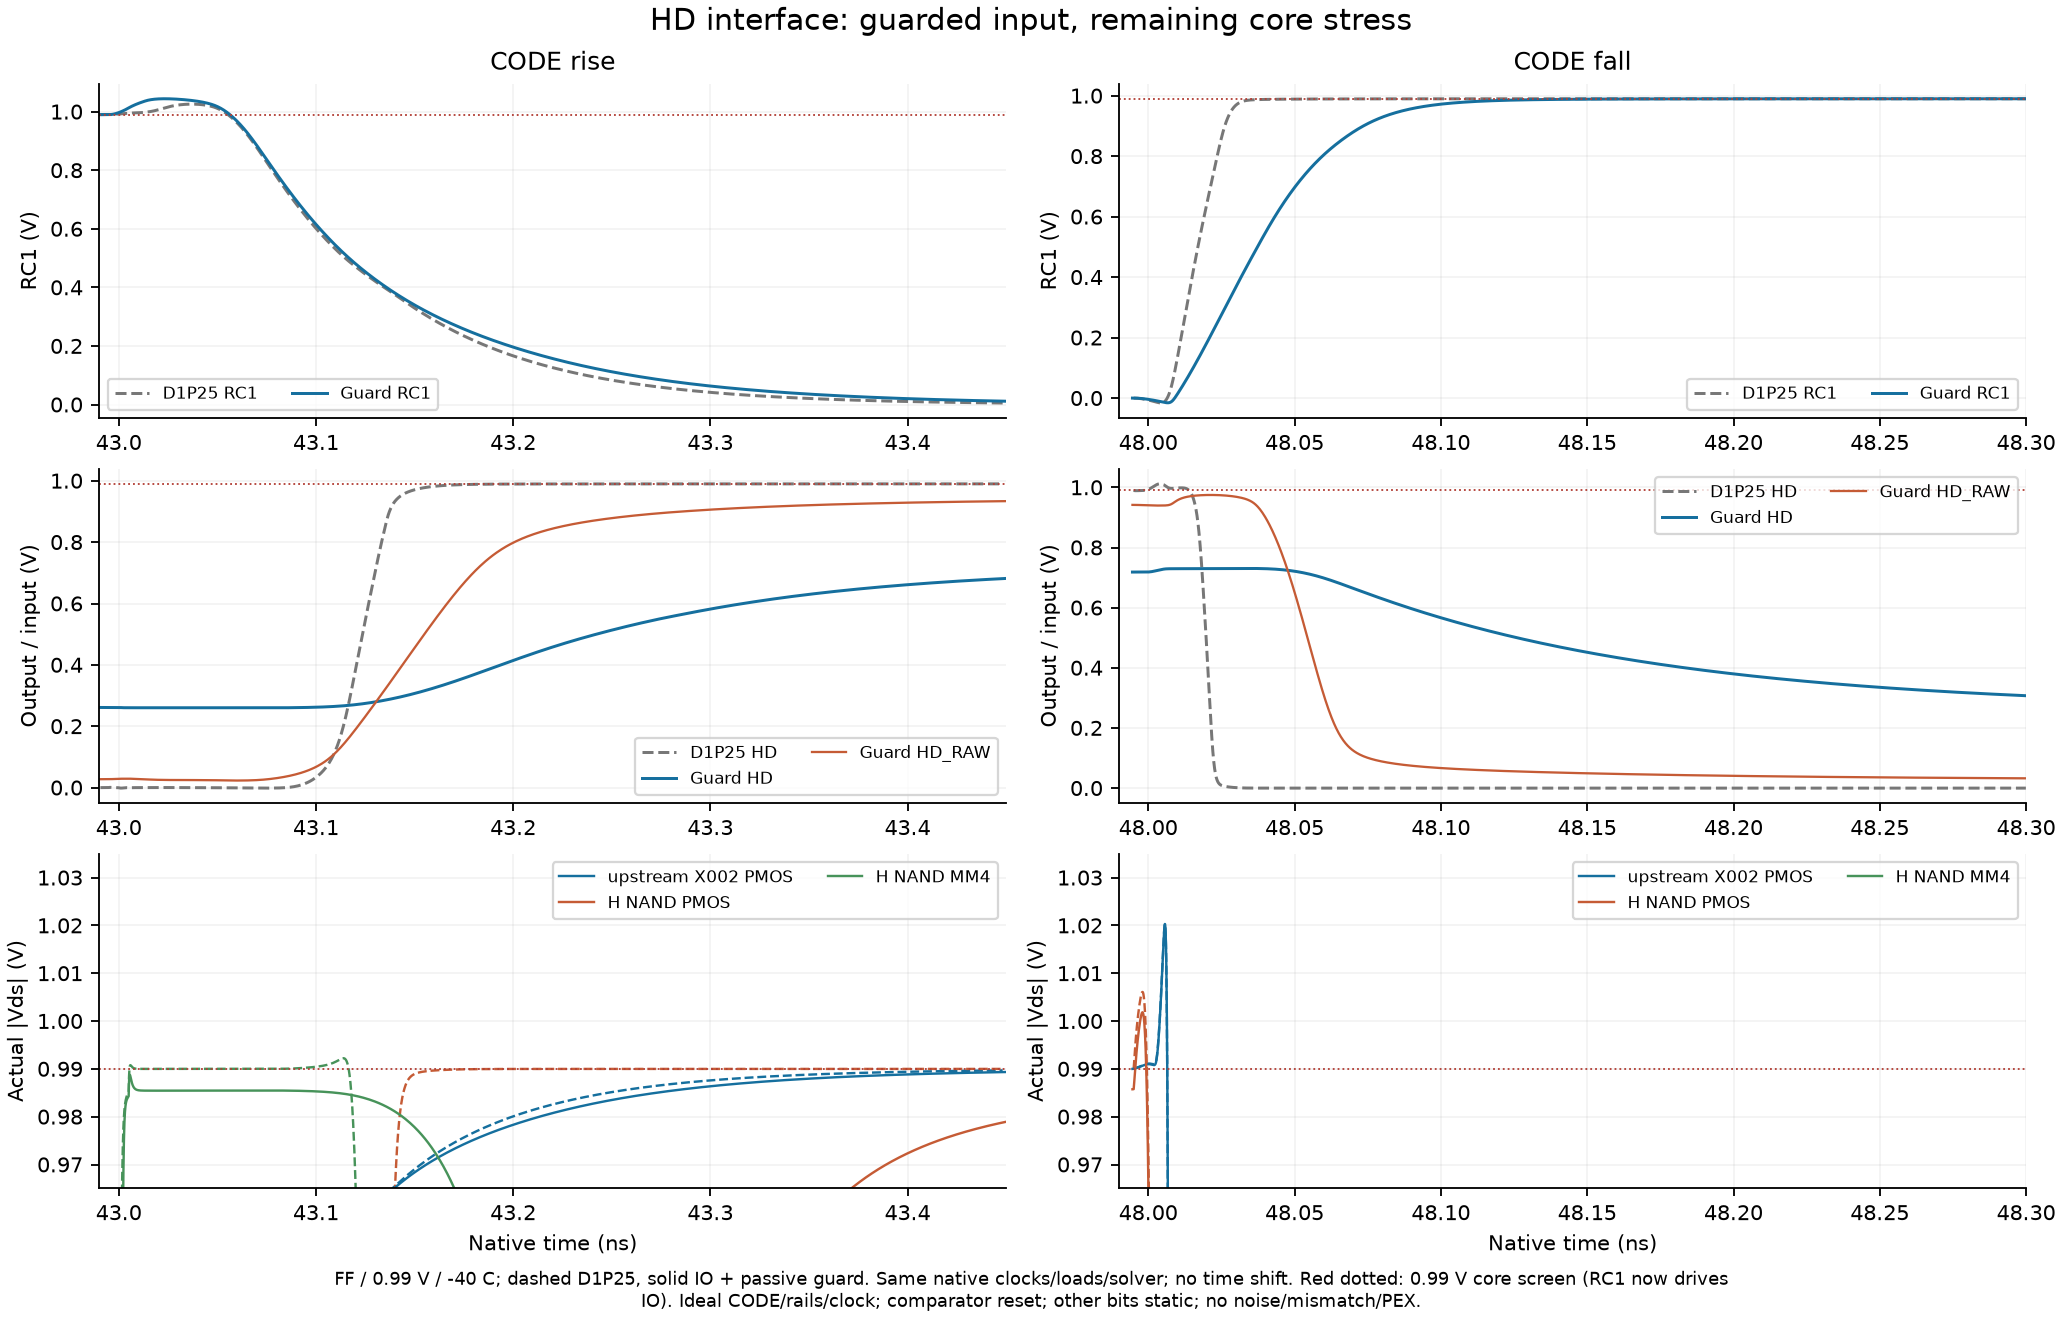 HD interface: guarded input, remaining core stress
CODE rise
CODE fall
RC1 (V)
1.0
0.8
0.6
0.4
0.2
0.0
D1P25 RC1
Guard RC1
43.0
43.1
43.2
43.3
43.4
RC1 (V)
1.0
0.8
0.6
0.4
0.2
0.0
D1P25 RC1
Guard RC1
48.00
48.05
48.10
48.15
48.20
48.25
48.30
Output / input (V)
1.0
0.8
0.6
0.4
0.2
0.0
D1P25 HD
Guard HD
Guard HD_RAW
43.0
43.1
43.2
43.3
43.4
Output / input (V)
1.0
0.8
0.6
0.4
0.2
0.0
D1P25 HD
Guard HD
Guard HD_RAW
48.00
48.05
48.10
48.15
48.20
48.25
48.30
Actual |Vds| (V)
1.03
1.02
1.01
1.00
0.99
0.98
0.97
upstream X002 PMOS
H NAND PMOS
H NAND MM4
43.0
43.1
43.2
43.3
43.4
Native time (ns)
Actual |Vds| (V)
1.03
1.02
1.01
1.00
0.99
0.98
0.97
upstream X002 PMOS
H NAND PMOS
H NAND MM4
48.00
48.05
48.10
48.15
48.20
48.25
48.30
Native time (ns)
FF / 0.99 V / -40 C; dashed D1P25, solid IO + passive guard. Same native clocks/loads/solver; no time shift. Red dotted: 0.99 V core screen (RC1 now drives
IO). Ideal CODE/rails/clock; comparator reset; other bits static; no noise/mismatch/PEX.